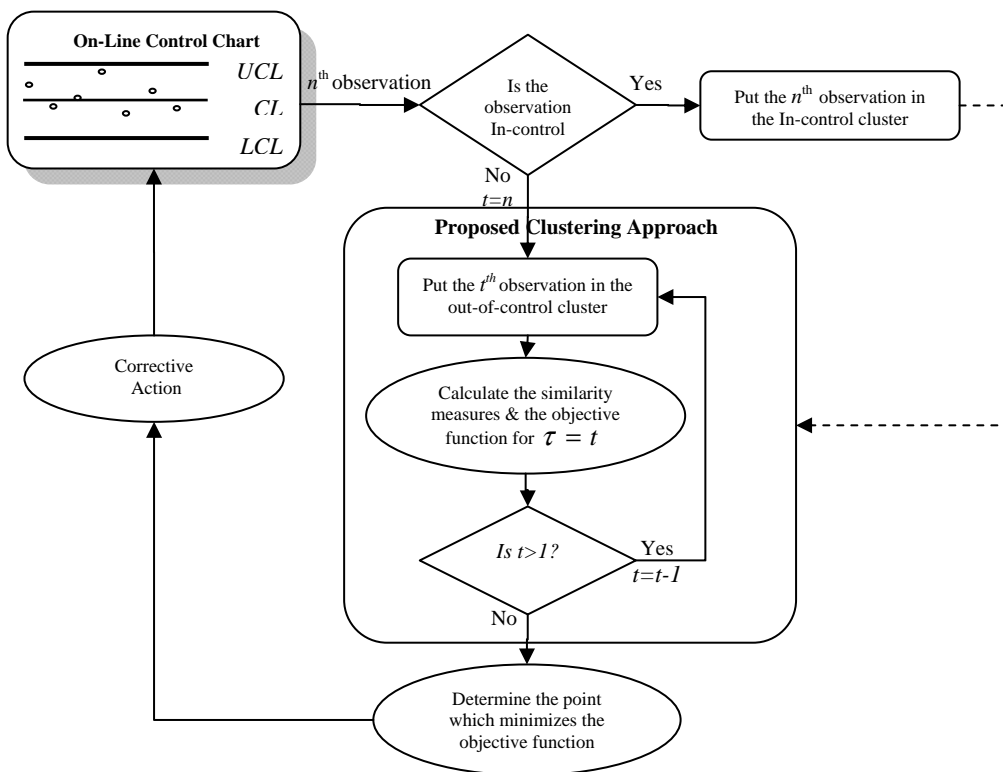 On-Line Control Chart
UCL
CL
LCL
nth observation
Is the
observation
In-control
Yes
Put the nth observation in
the In-control cluster
No
t=n
Proposed Clustering Approach
Put the tth observation in the
out-of-control cluster
Calculate the similarity
measures & the objective
function for τ = t
Is t>1?
Yes
t=t-1
No
Determine the point
which minimizes the
objective function
Corrective
Action